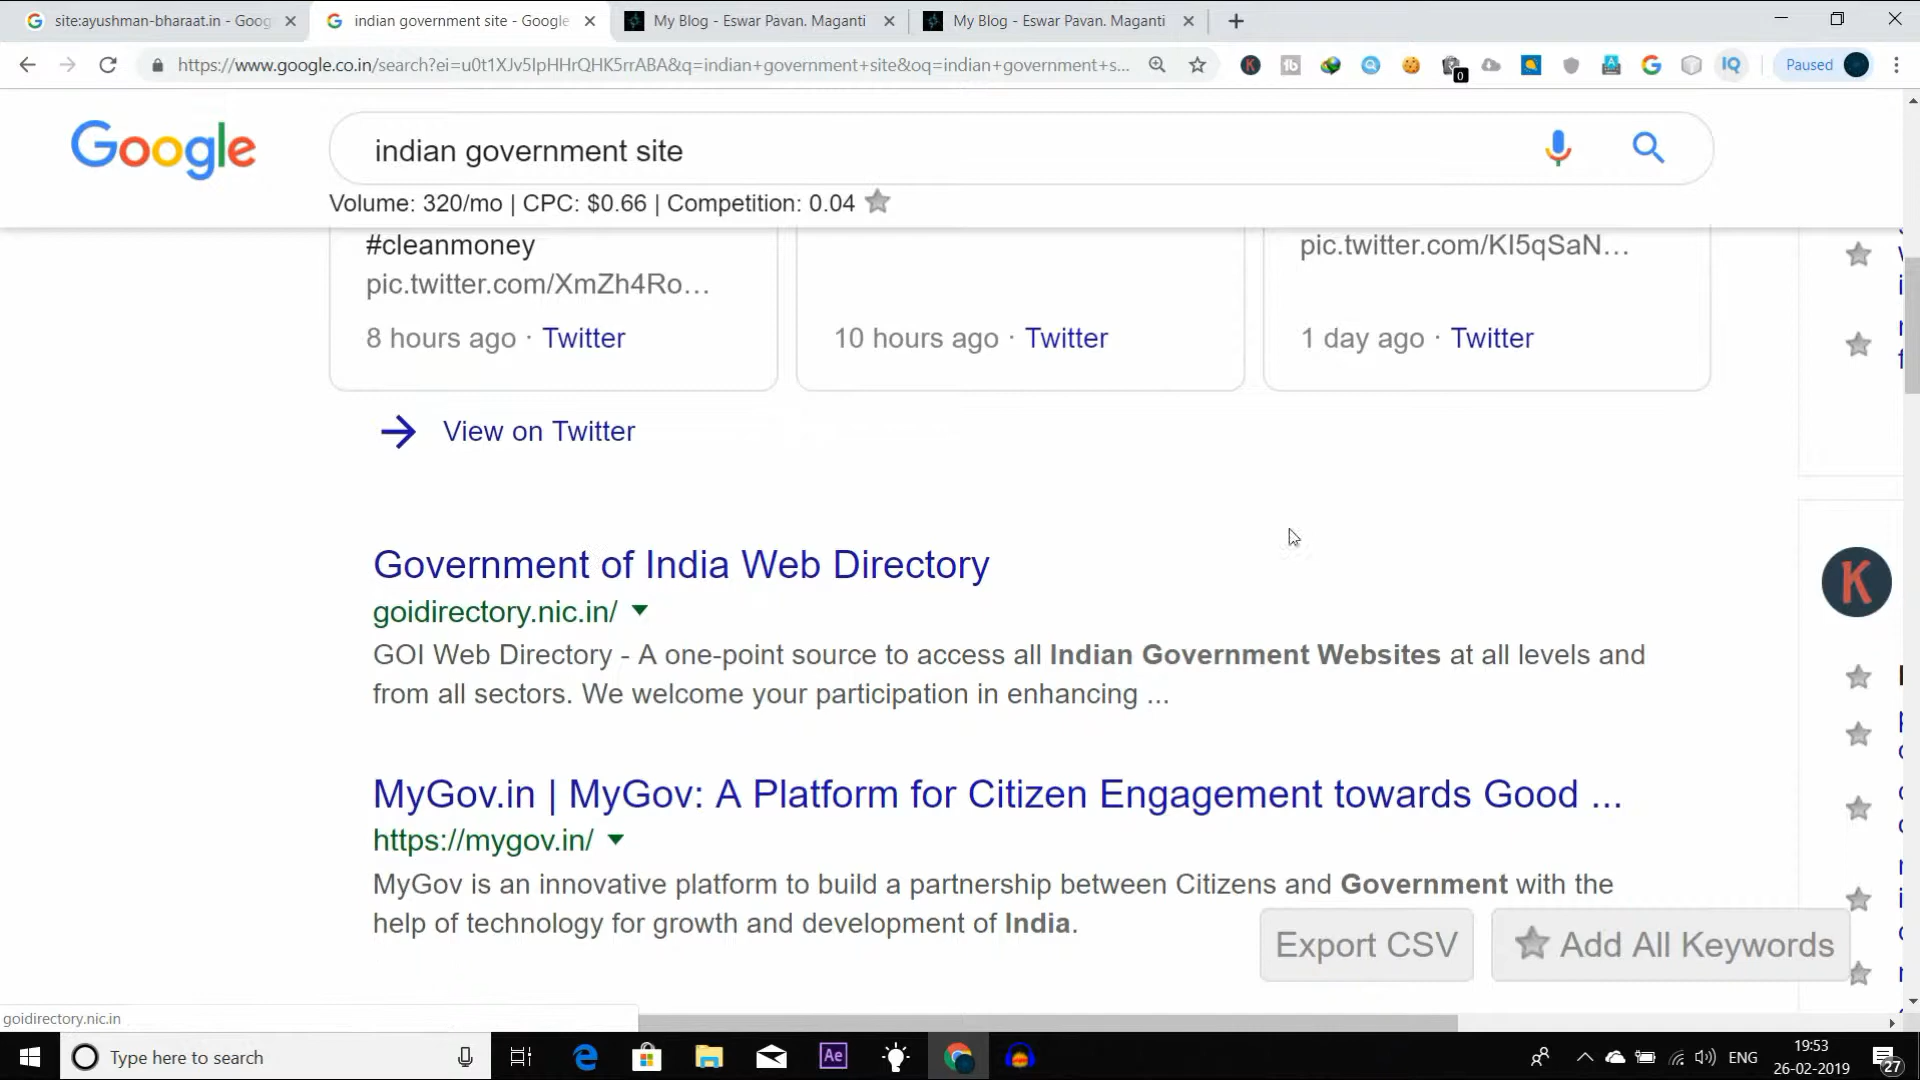 site:ayushman-bharaat.in - Goog
indian government site - Google
My Blog - Eswar Pavan. Maganti
My Blog - Eswar Pavan. Maganti
https://www.google.co.in/search?ei=u0t1XJv5IpHHrQHK5rrABA&q=indian+government+site&oq=indian+government+s...
0
IQ
Paused
Google
indian government site
Volume: 320/mo | CPC: $0.66 | Competition: 0.04
#cleanmoney
pic.twitter.com/XmZh4Ro...
8 hours ago · Twitter
10 hours ago · Twitter
pic.twitter.com/KI5qSaN...
1 day ago · Twitter
View on Twitter
Government of India Web Directory
goidirectory.nic.in/
GOI Web Directory - A one-point source to access all Indian Government Websites at all levels and
from all sectors. We welcome your participation in enhancing ...
MyGov.in | MyGov: A Platform for Citizen Engagement towards Good ...
https://mygov.in/
MyGov is an innovative platform to build a partnership between Citizens and Government with the
help of technology for growth and development of India.
K
Export CSV
Add All Keywords
goidirectory.nic.in
Type here to search
Ae
ENG
19:53
26-02-2019
27